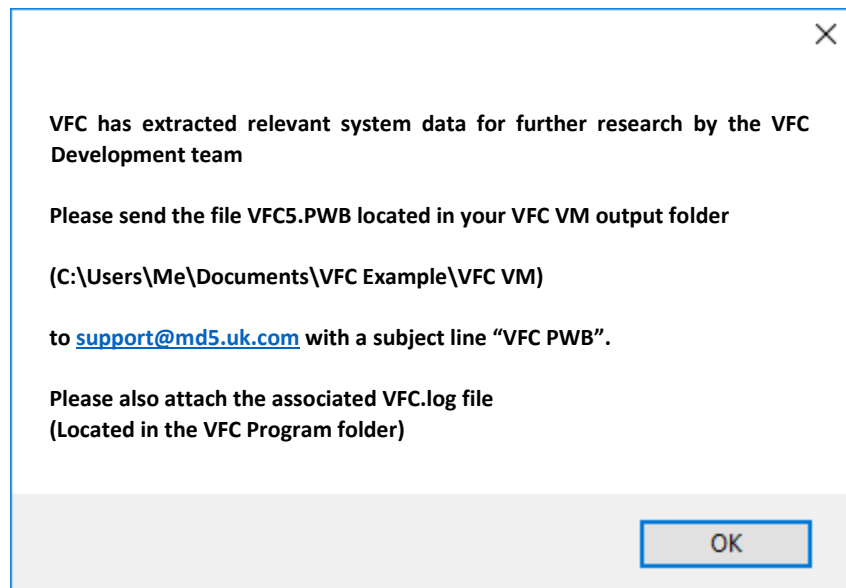 VFC has extracted relevant system data for further research by the VFC
Development team
Please send the file VFC5.PWB located in your VFC VM output folder
(C:\Users\Me\Documents\VFC Example\VFC VM)
to support@md5.uk.com with a subject line “VFC PWB”.
Please also attach the associated VFC.log file
(Located in the VFC Program folder)
OK